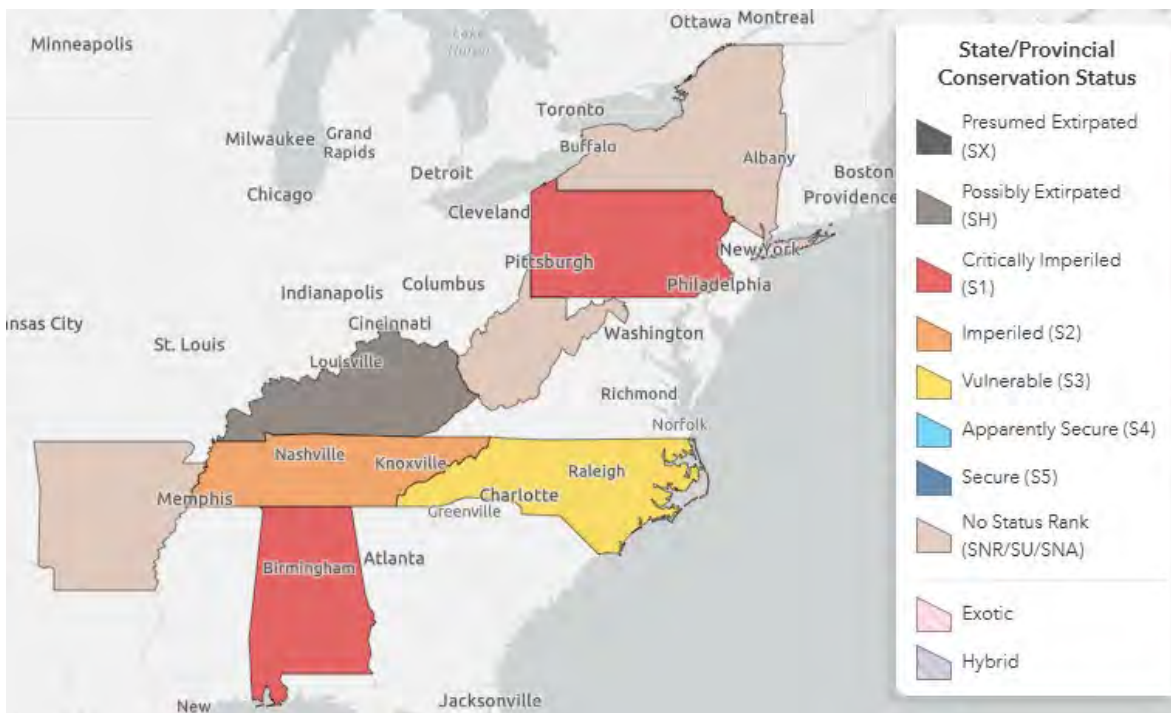 Ottawa Montreal
Minneapolis
Lake
Huron
Toronto
Milwaukee
Grand
Rapids
Buffalo
Albany
Detroit
Boston
Chicago
Providence
Cleveland
New York
Pittsburgh
Columbus
Philadelphia
Indianapolis
ansas City
Cincinnati
Washington
St. Louis
Louisville
Richmond
Norfolk
Nashville
Knoxville
Raleigh
Memphis
Charlotte
Greenville
Atlanta
Birmingham
Jacksonville
New
State/Provincial
Conservation Status
Presumed Extirpated
(SX)
Possibly Extirpated
(SH)
Critically Imperiled
(S1)
Imperiled (S2)
Vulnerable (S3)
Apparently Secure (S4)
Secure (S5)
No Status Rank
(SNR/SU/SNA)
Exotic
Hybrid